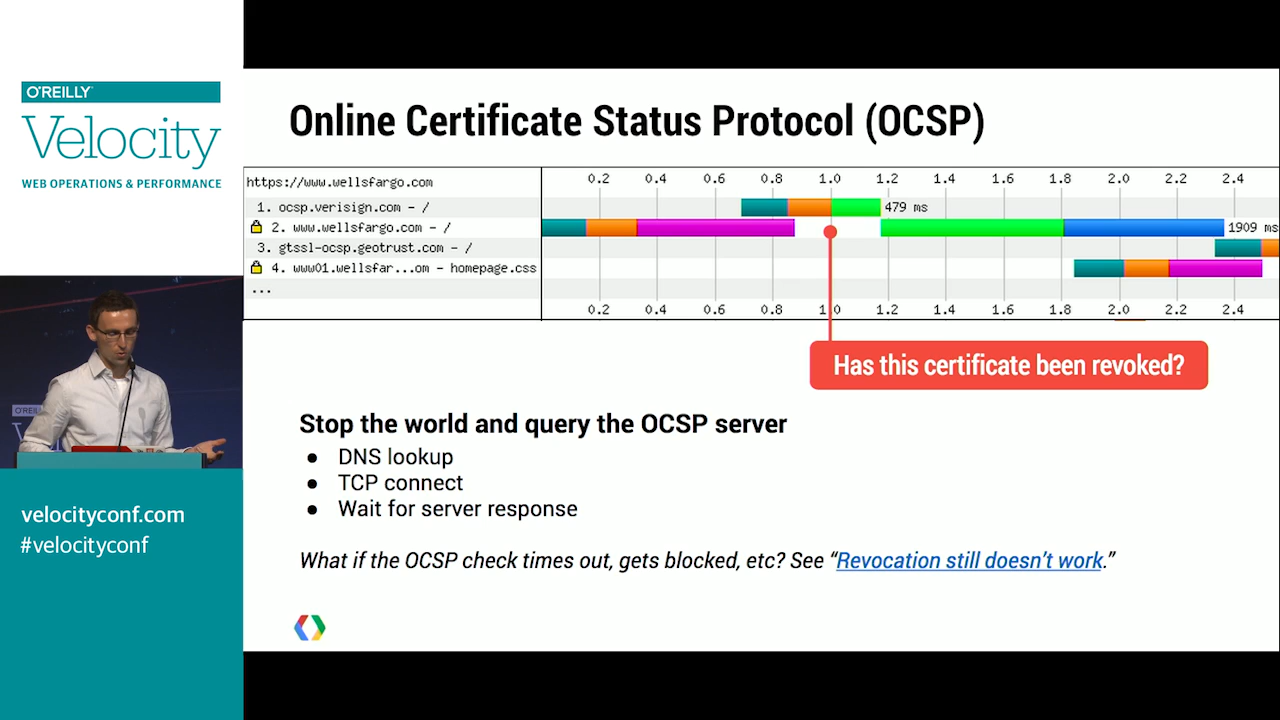 O'REILLY
Velocity
WEB OPERATIONS & PERFORMANCE
Online Certificate Status Protocol (OCSP)
https://www.wellsfargo.com 0.2 0.4 0.6 0.8 1.0 1.2 1.4 1.6 1.8 2.0 2.2 2.4
1. ocsp.verisign.com - / 479 ms
2. www.wellsfargo.com - / 1909 ms
3. gtssl-ocsp.geotrust.com - /
4. www01.wellsfar...om - homepage.css
...
0.2 0.4 0.6 0.8 1.0 1.2 1.4 1.6 1.8 2.0 2.2 2.4
Has this certificate been revoked?
Stop the world and query the OCSP server
● DNS lookup
● TCP connect
● Wait for server response
What if the OCSP check times out, gets blocked, etc? See “Revocation still doesn’t work.”
velocityconf.com
#velocityconf